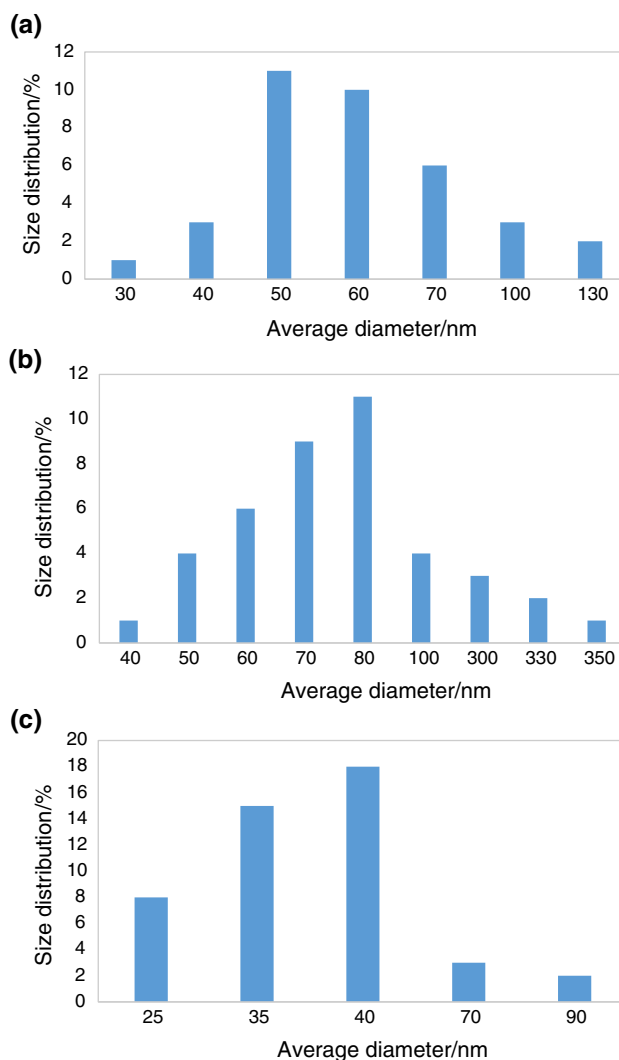 (a)
12
10
8
6
4
2
0
Size distribution/%
30 40 50 60 70 100 130
Average diameter/nm
(b)
12
10
8
6
4
2
0
Size distribution/%
40 50 60 70 80 100 300 330 350
Average diameter/nm
(c)
20
18
16
14
12
10
8
6
4
2
0
Size distribution/%
25 35 40 70 90
Average diameter/nm